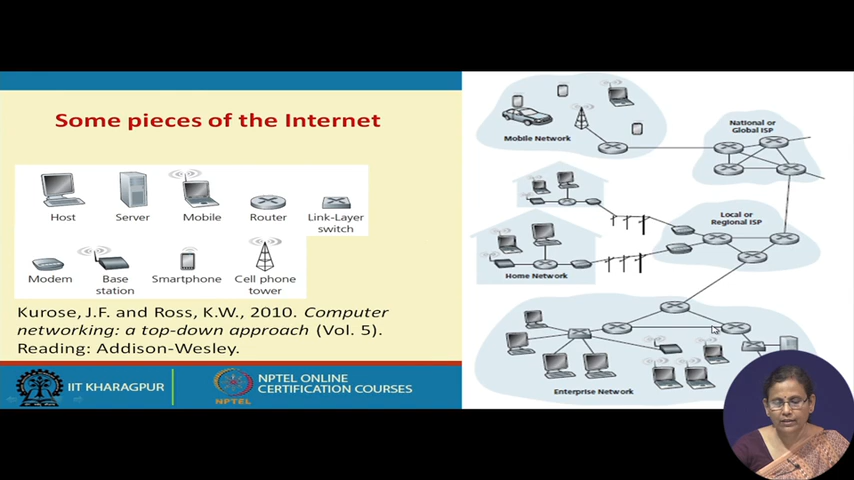 Some pieces of the Internet
Host
Server
Mobile
Router
Link-Layer
switch
Modem
Base
station
Smartphone
Cell phone
tower
Kurose, J.F. and Ross, K.W., 2010. Computer
networking: a top-down approach (Vol. 5).
Reading: Addison-Wesley.
IIT KHARAGPUR
NPTEL
NPTEL ONLINE
CERTIFICATION COURSES
Mobile Network
National or
Global ISP
Local or
Regional ISP
Home Network
Enterprise Network